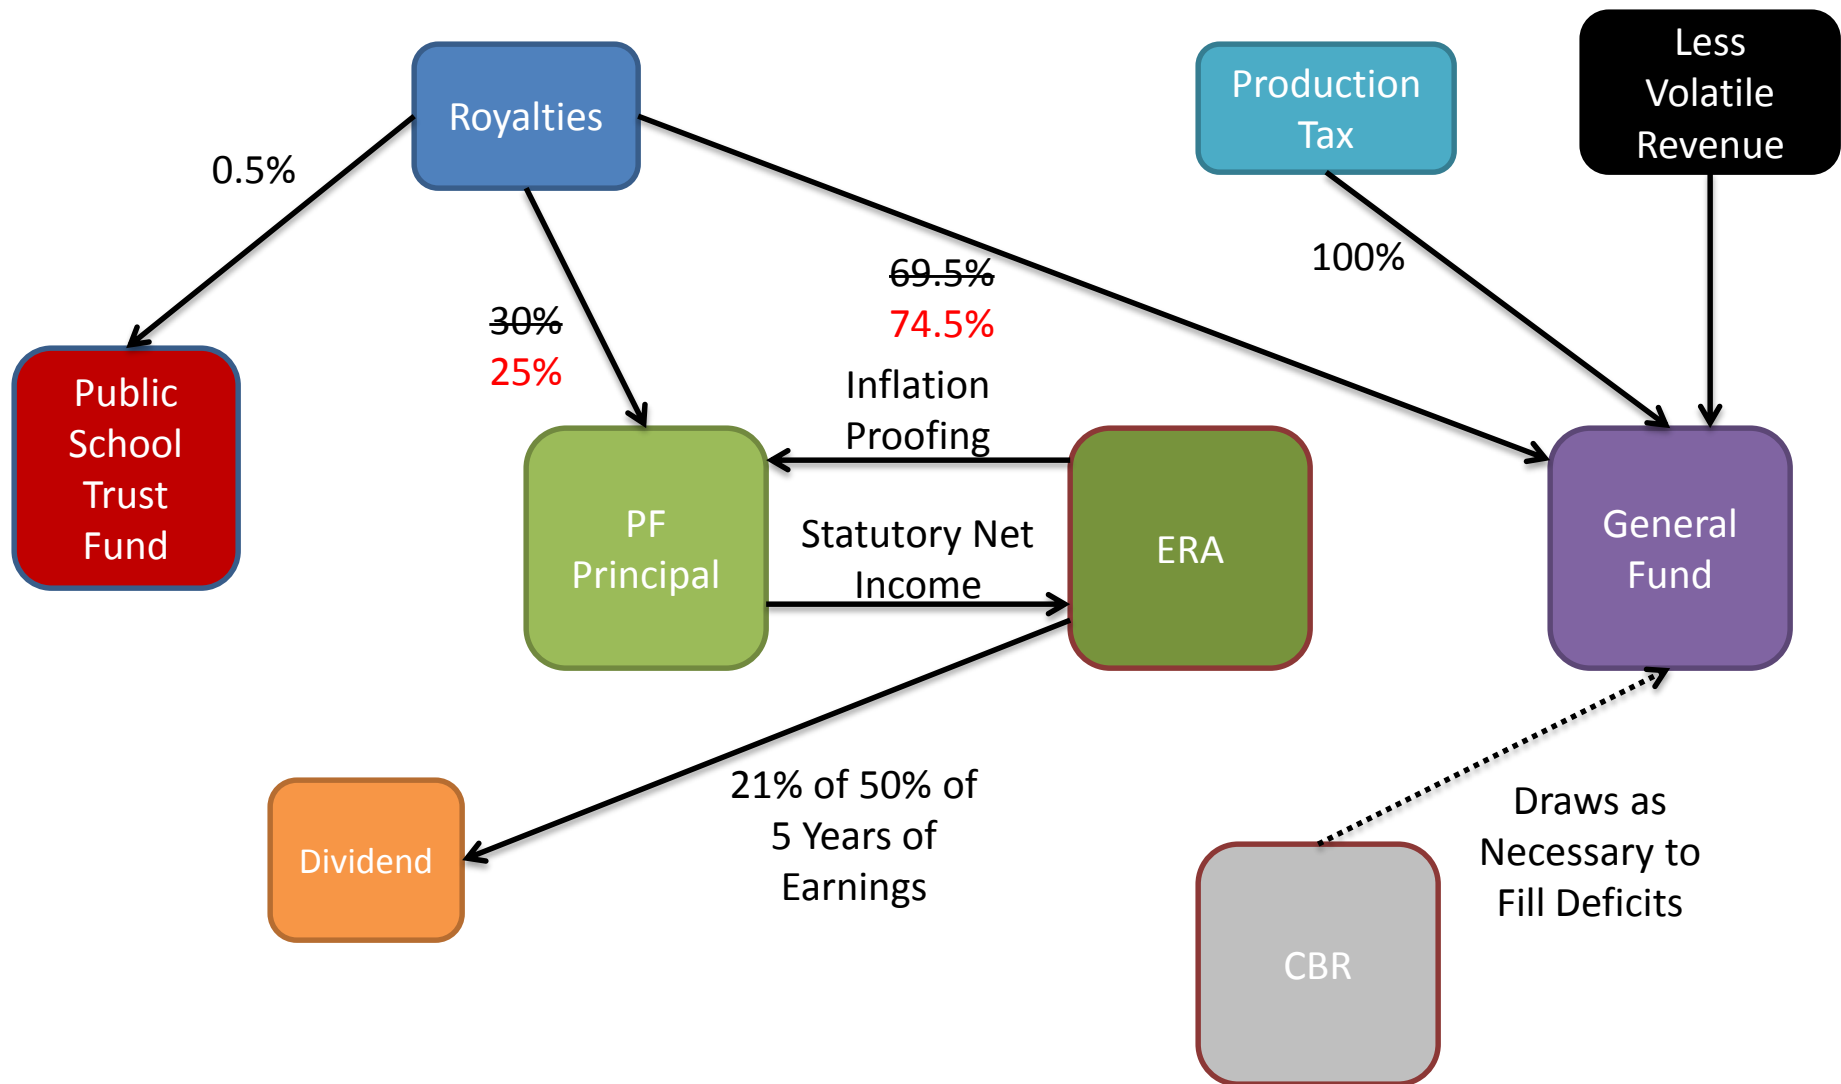 Royalties
Production
Tax
Less
Volatile
Revenue
0.5%
30%
25%
69.5%
74.5%
100%
Public
School
Trust
Fund
Inflation
Proofing
PF
Principal
Statutory Net
Income
ERA
General
Fund
Dividend
21% of 50% of
5 Years of
Earnings
CBR
Draws as
Necessary to
Fill Deficits